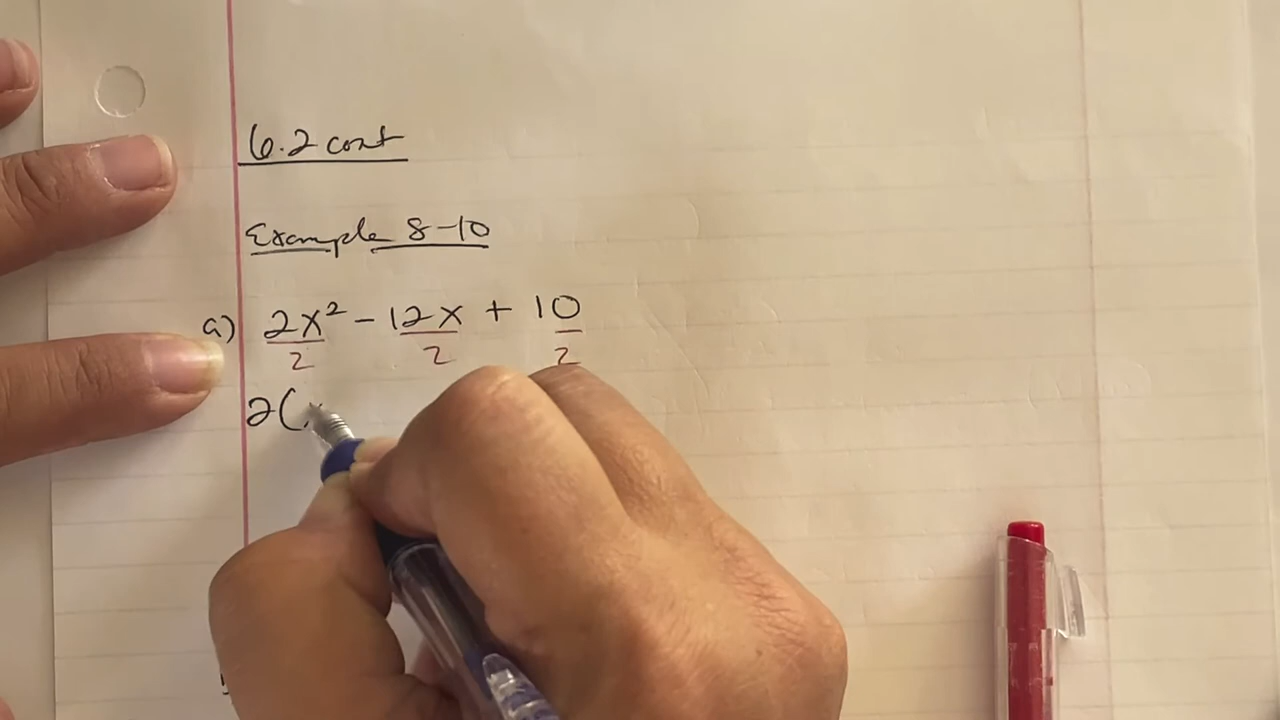 6.2 cont
Example 8-10
a) 2x² - 12x + 10
2 2 2
2(